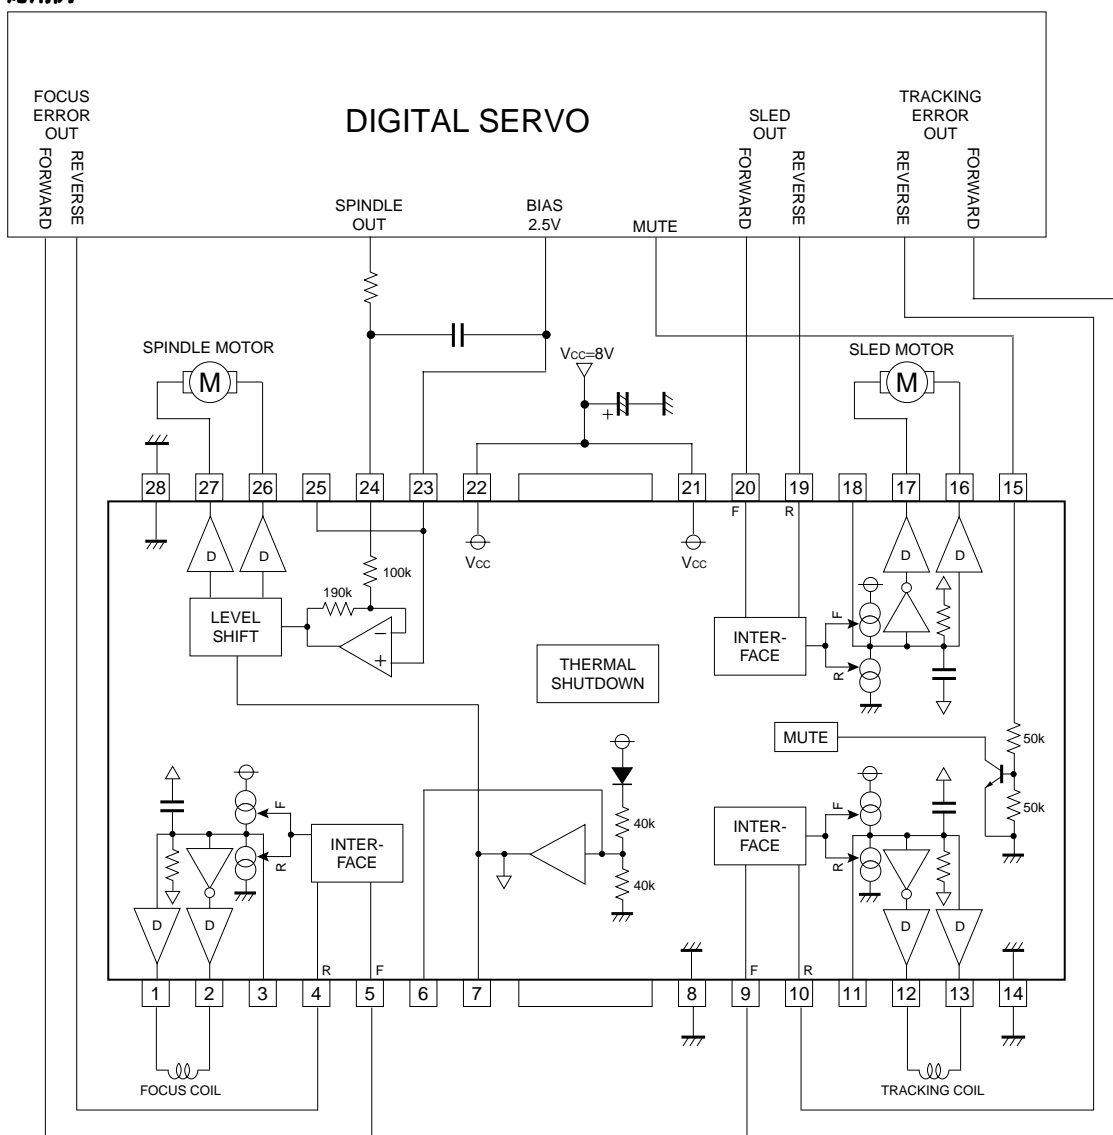 FOCUS
ERROR
OUT
FORWARD
REVERSE
DIGITAL SERVO
SPINDLE
OUT
BIAS
2.5V
MUTE
SLED
OUT
FORWARD
REVERSE
TRACKING
ERROR
OUT
REVERSE
FORWARD
SPINDLE MOTOR
M
VCC=8V
+
SLED MOTOR
M
28
27
26
25
24
23
22
21
20
19
18
17
16
15
F
R
D
D
VCC
VCC
D
D
100k
190k
LEVEL
SHIFT
−
+
INTER-
FACE
F
R
THERMAL
SHUTDOWN
MUTE
50k
50k
F
R
INTER-
FACE
40k
40k
INTER-
FACE
F
R
D
D
D
D
R
F
F
R
1
2
3
4
5
6
7
8
9
10
11
12
13
14
FOCUS COIL
TRACKING COIL